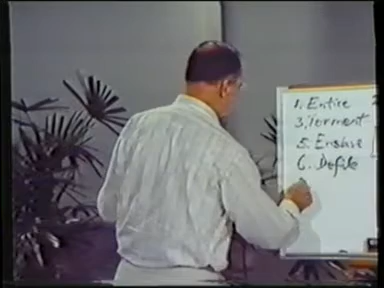 1. Entice
3. Torment
5. Enslave
6. Defile